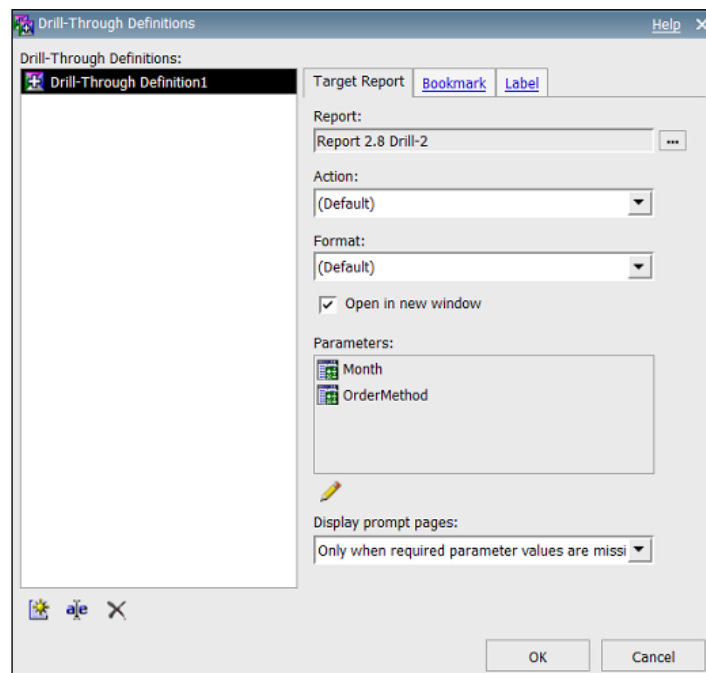 Drill-Through Definitions
Help
Drill-Through Definitions:
Drill-Through Definition1
Target Report Bookmark Label
Report:
Report 2.8 Drill-2
...
Action:
(Default)
Format:
(Default)
Open in new window
Parameters:
Month
OrderMethod
Display prompt pages:
Only when required parameter values are missi
OK Cancel